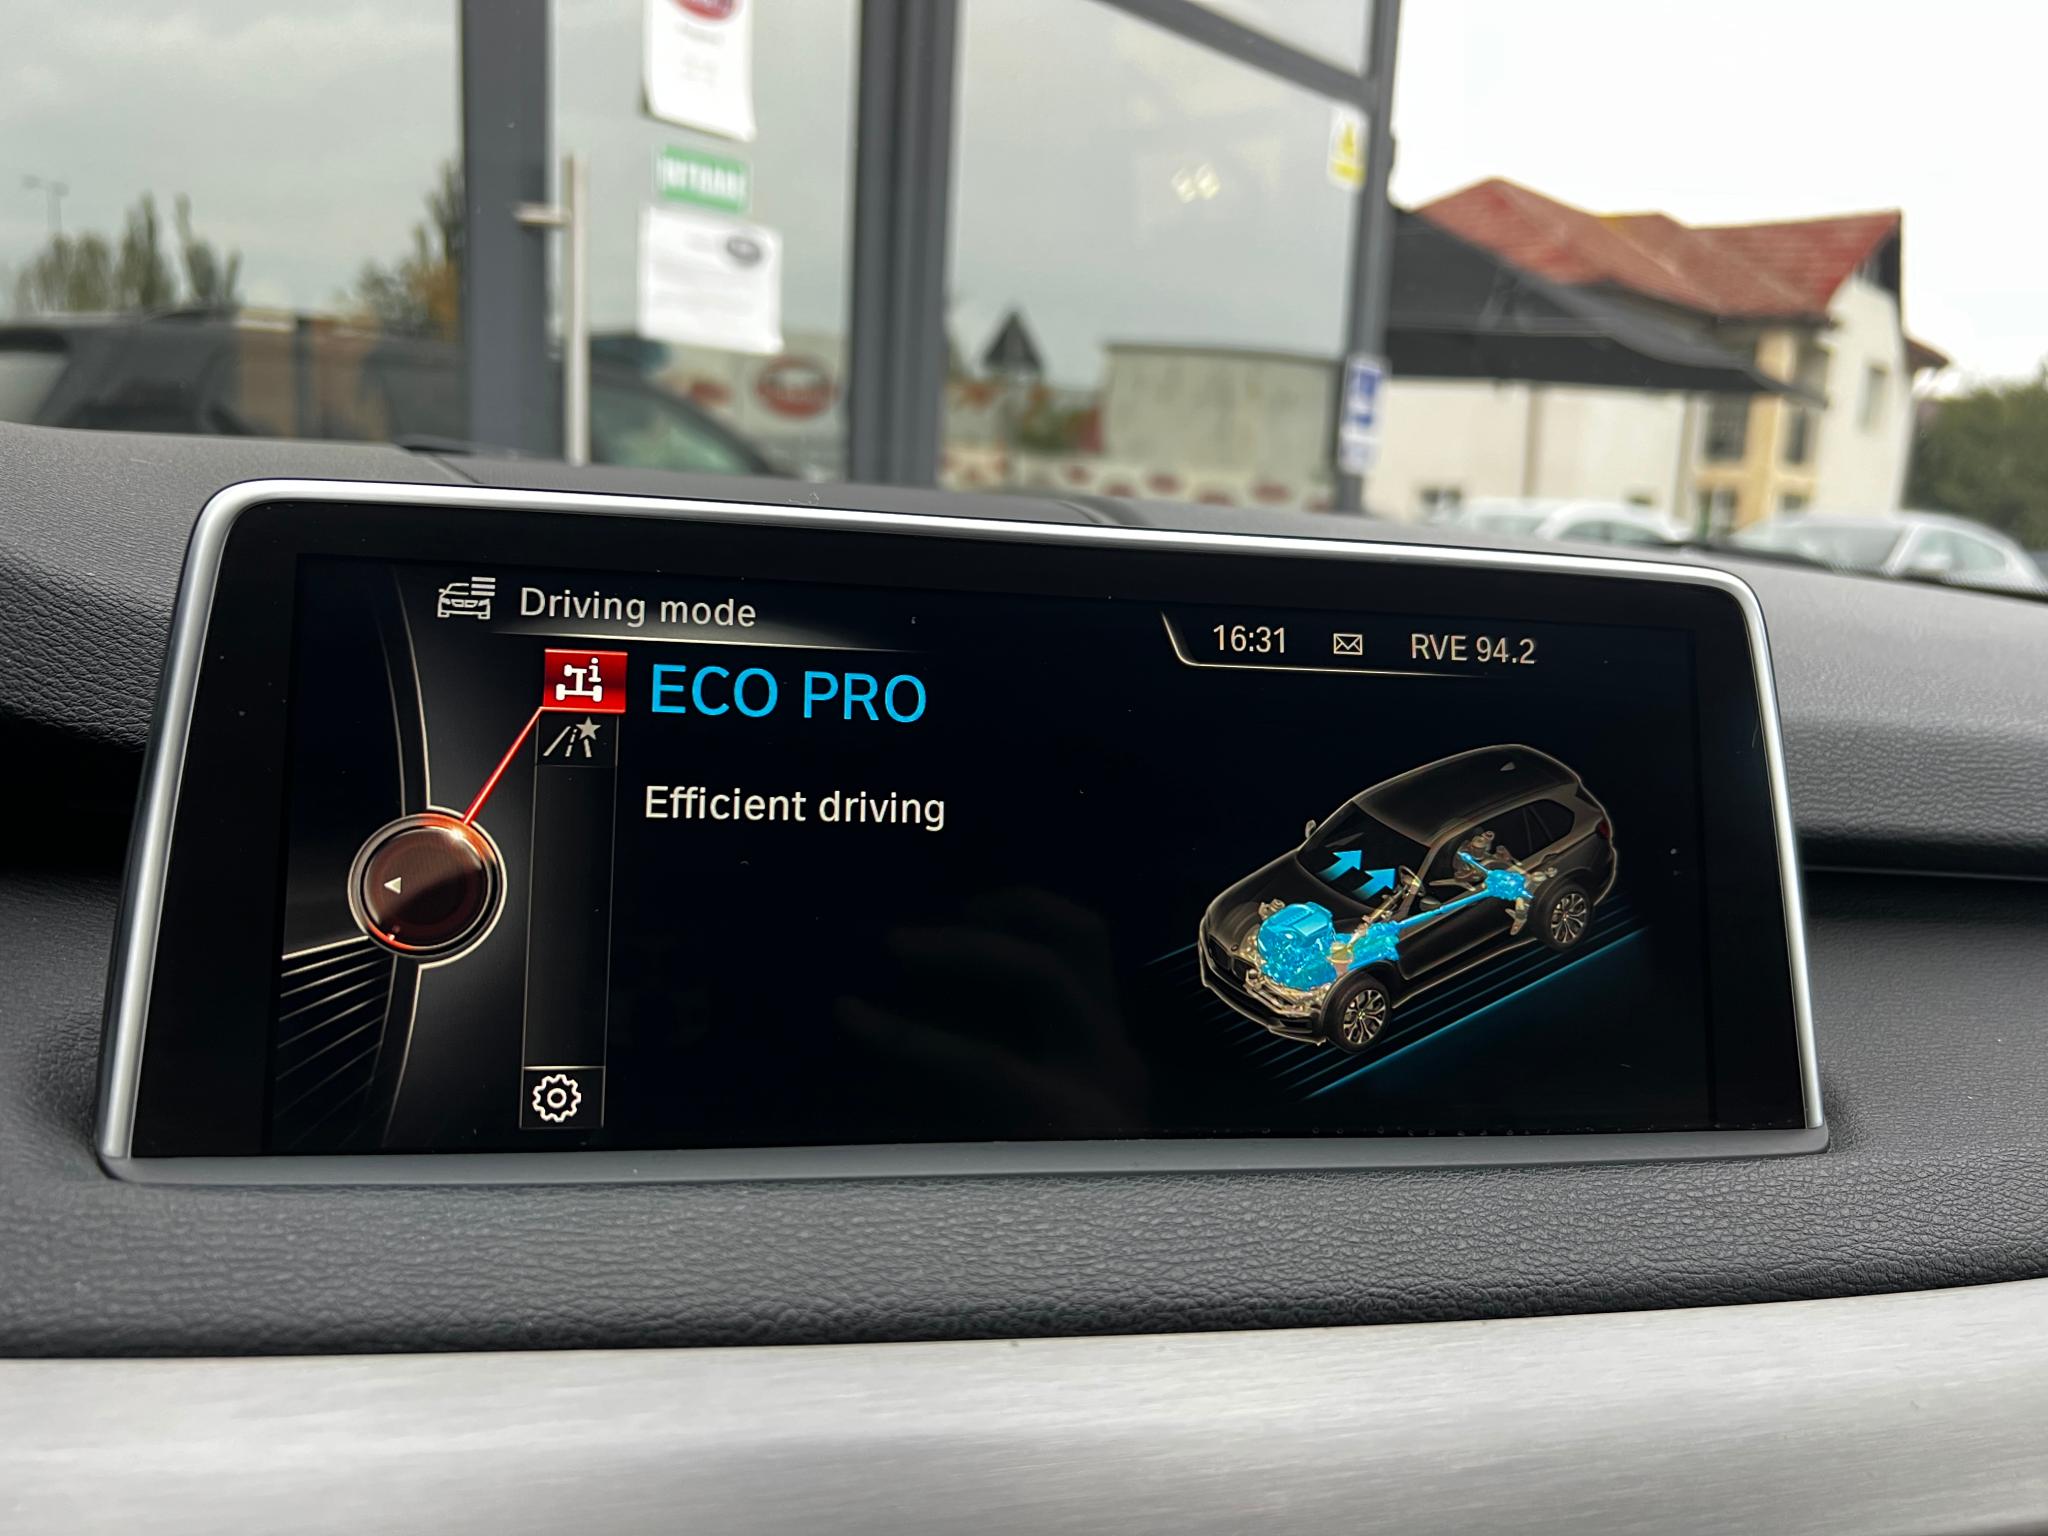 Driving mode
16:31
RVE 94.2
ECO PRO
Efficient driving